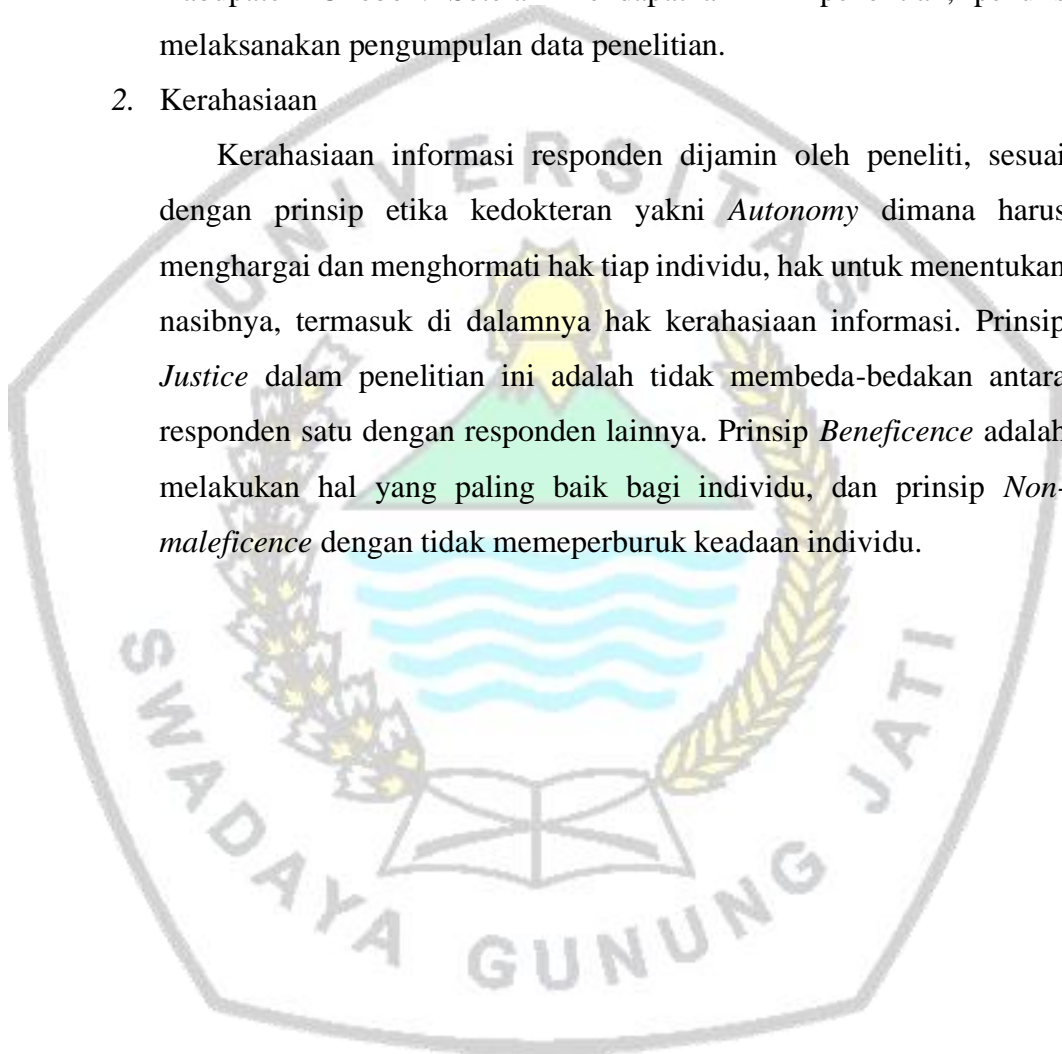 melaksanakan pengumpulan data penelitian.
2. Kerahasiaan
Kerahasiaan informasi responden dijamin oleh peneliti, sesuai
dengan prinsip etika kedokteran yakni Autonomy dimana harus
menghargai dan menghormati hak tiap individu, hak untuk menentukan
nasibnya, termasuk di dalamnya hak kerahasiaan informasi. Prinsip
Justice dalam penelitian ini adalah tidak membeda-bedakan antara
responden satu dengan responden lainnya. Prinsip Beneficence adalah
melakukan hal yang paling baik bagi individu, dan prinsip Non-
maleficence dengan tidak memeperburuk keadaan individu.
UNIVERSITAS
SWADAYA GUNUNG JATI